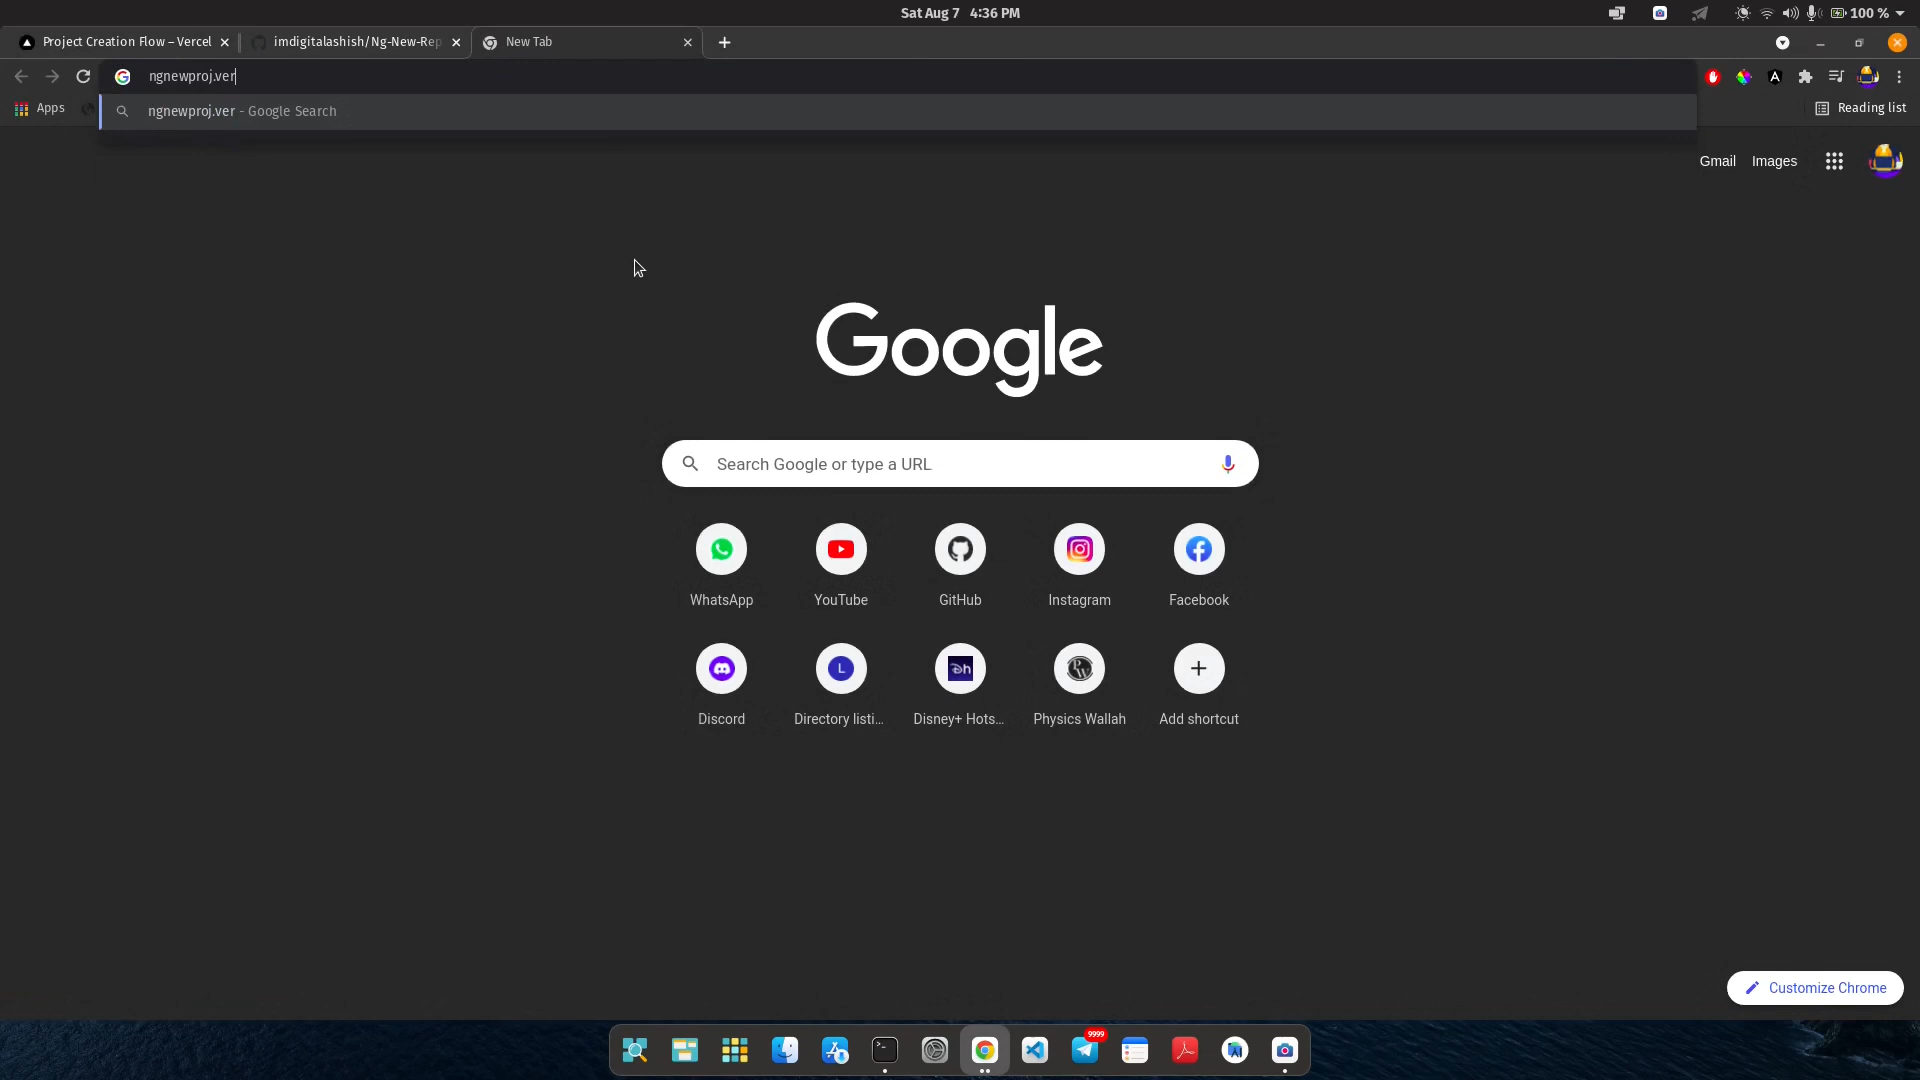 Sat Aug 7 4:36 PM
100 %
Project Creation Flow – Vercel
imdigitalashish/Ng-New-Rep
New Tab
ngnewproj.ver
A
Apps
ngnewproj.ver - Google Search
Reading list
Gmail
Images
Google
Search Google or type a URL
WhatsApp
YouTube
GitHub
Instagram
Facebook
L
Discord
Directory listi...
Disney+ Hots...
Physics Wallah
Add shortcut
Customize Chrome
9999